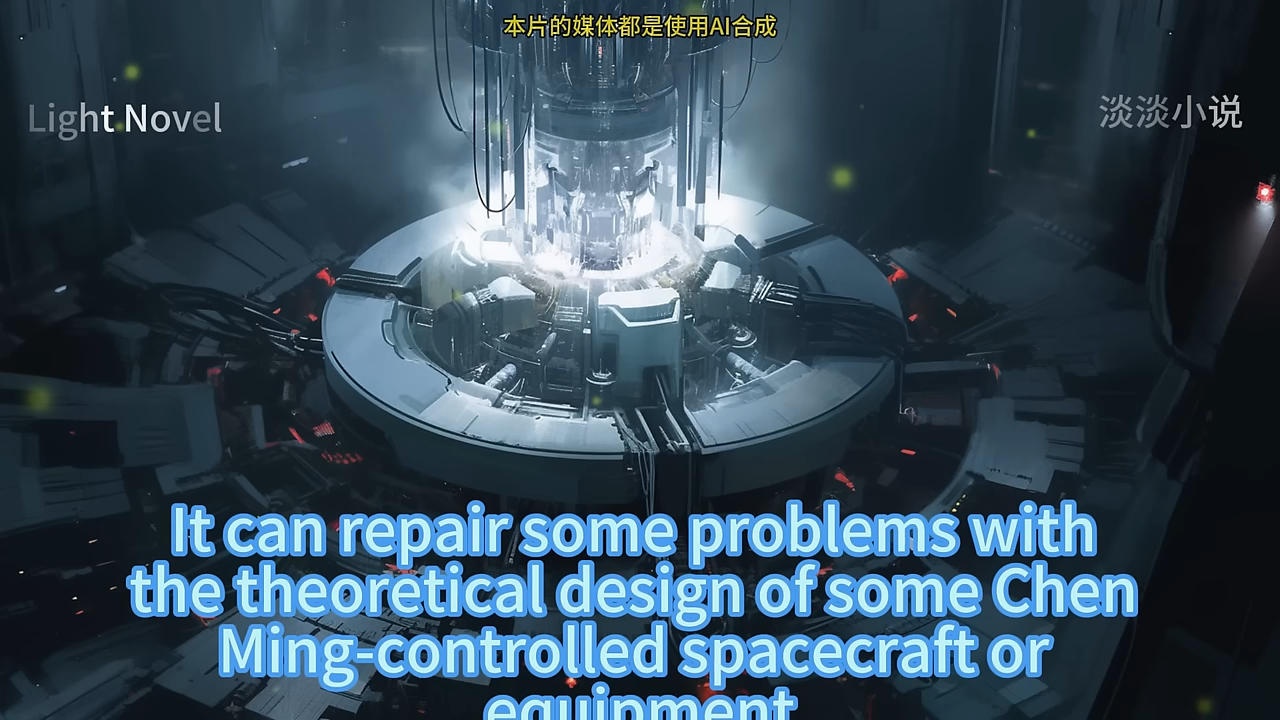 本片的媒体都是使用AI合成
Light Novel
淡淡小说
It can repair some problems with
the theoretical design of some Chen
Ming-controlled spacecraft or
equipment